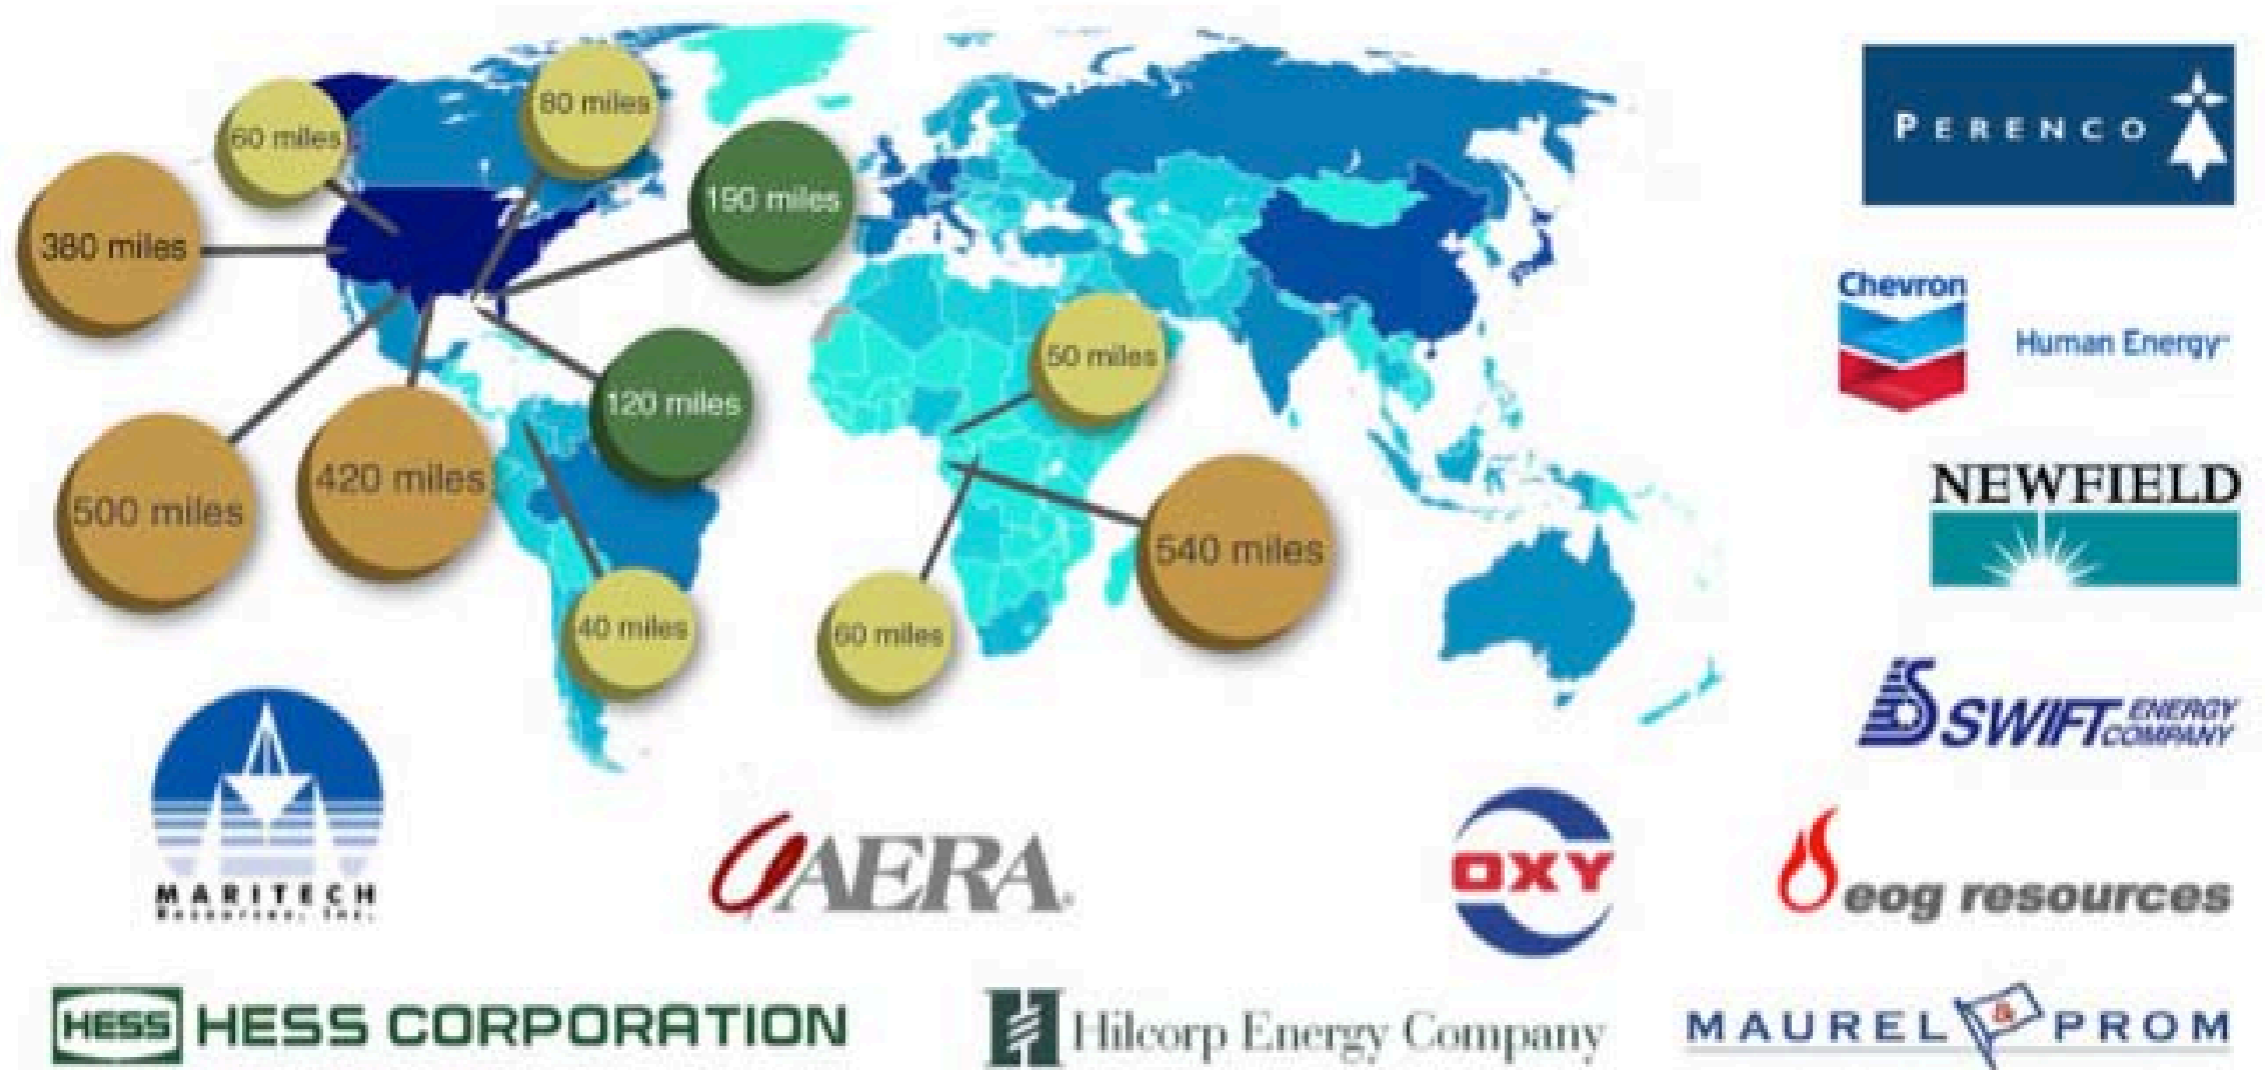 80 miles
60 miles
190 miles
380 miles
50 miles
120 miles
420 miles
500 miles
540 miles
40 miles
60 miles
PERENCO
Chevron
Human Energy
NEWFIELD
SWIFT ENERGY
COMPANY
MARITECH
Resources, Inc.
AERA
OXY
eog resources
HESS HESS CORPORATION
Hilcorp Energy Company
MAUREL & PROM